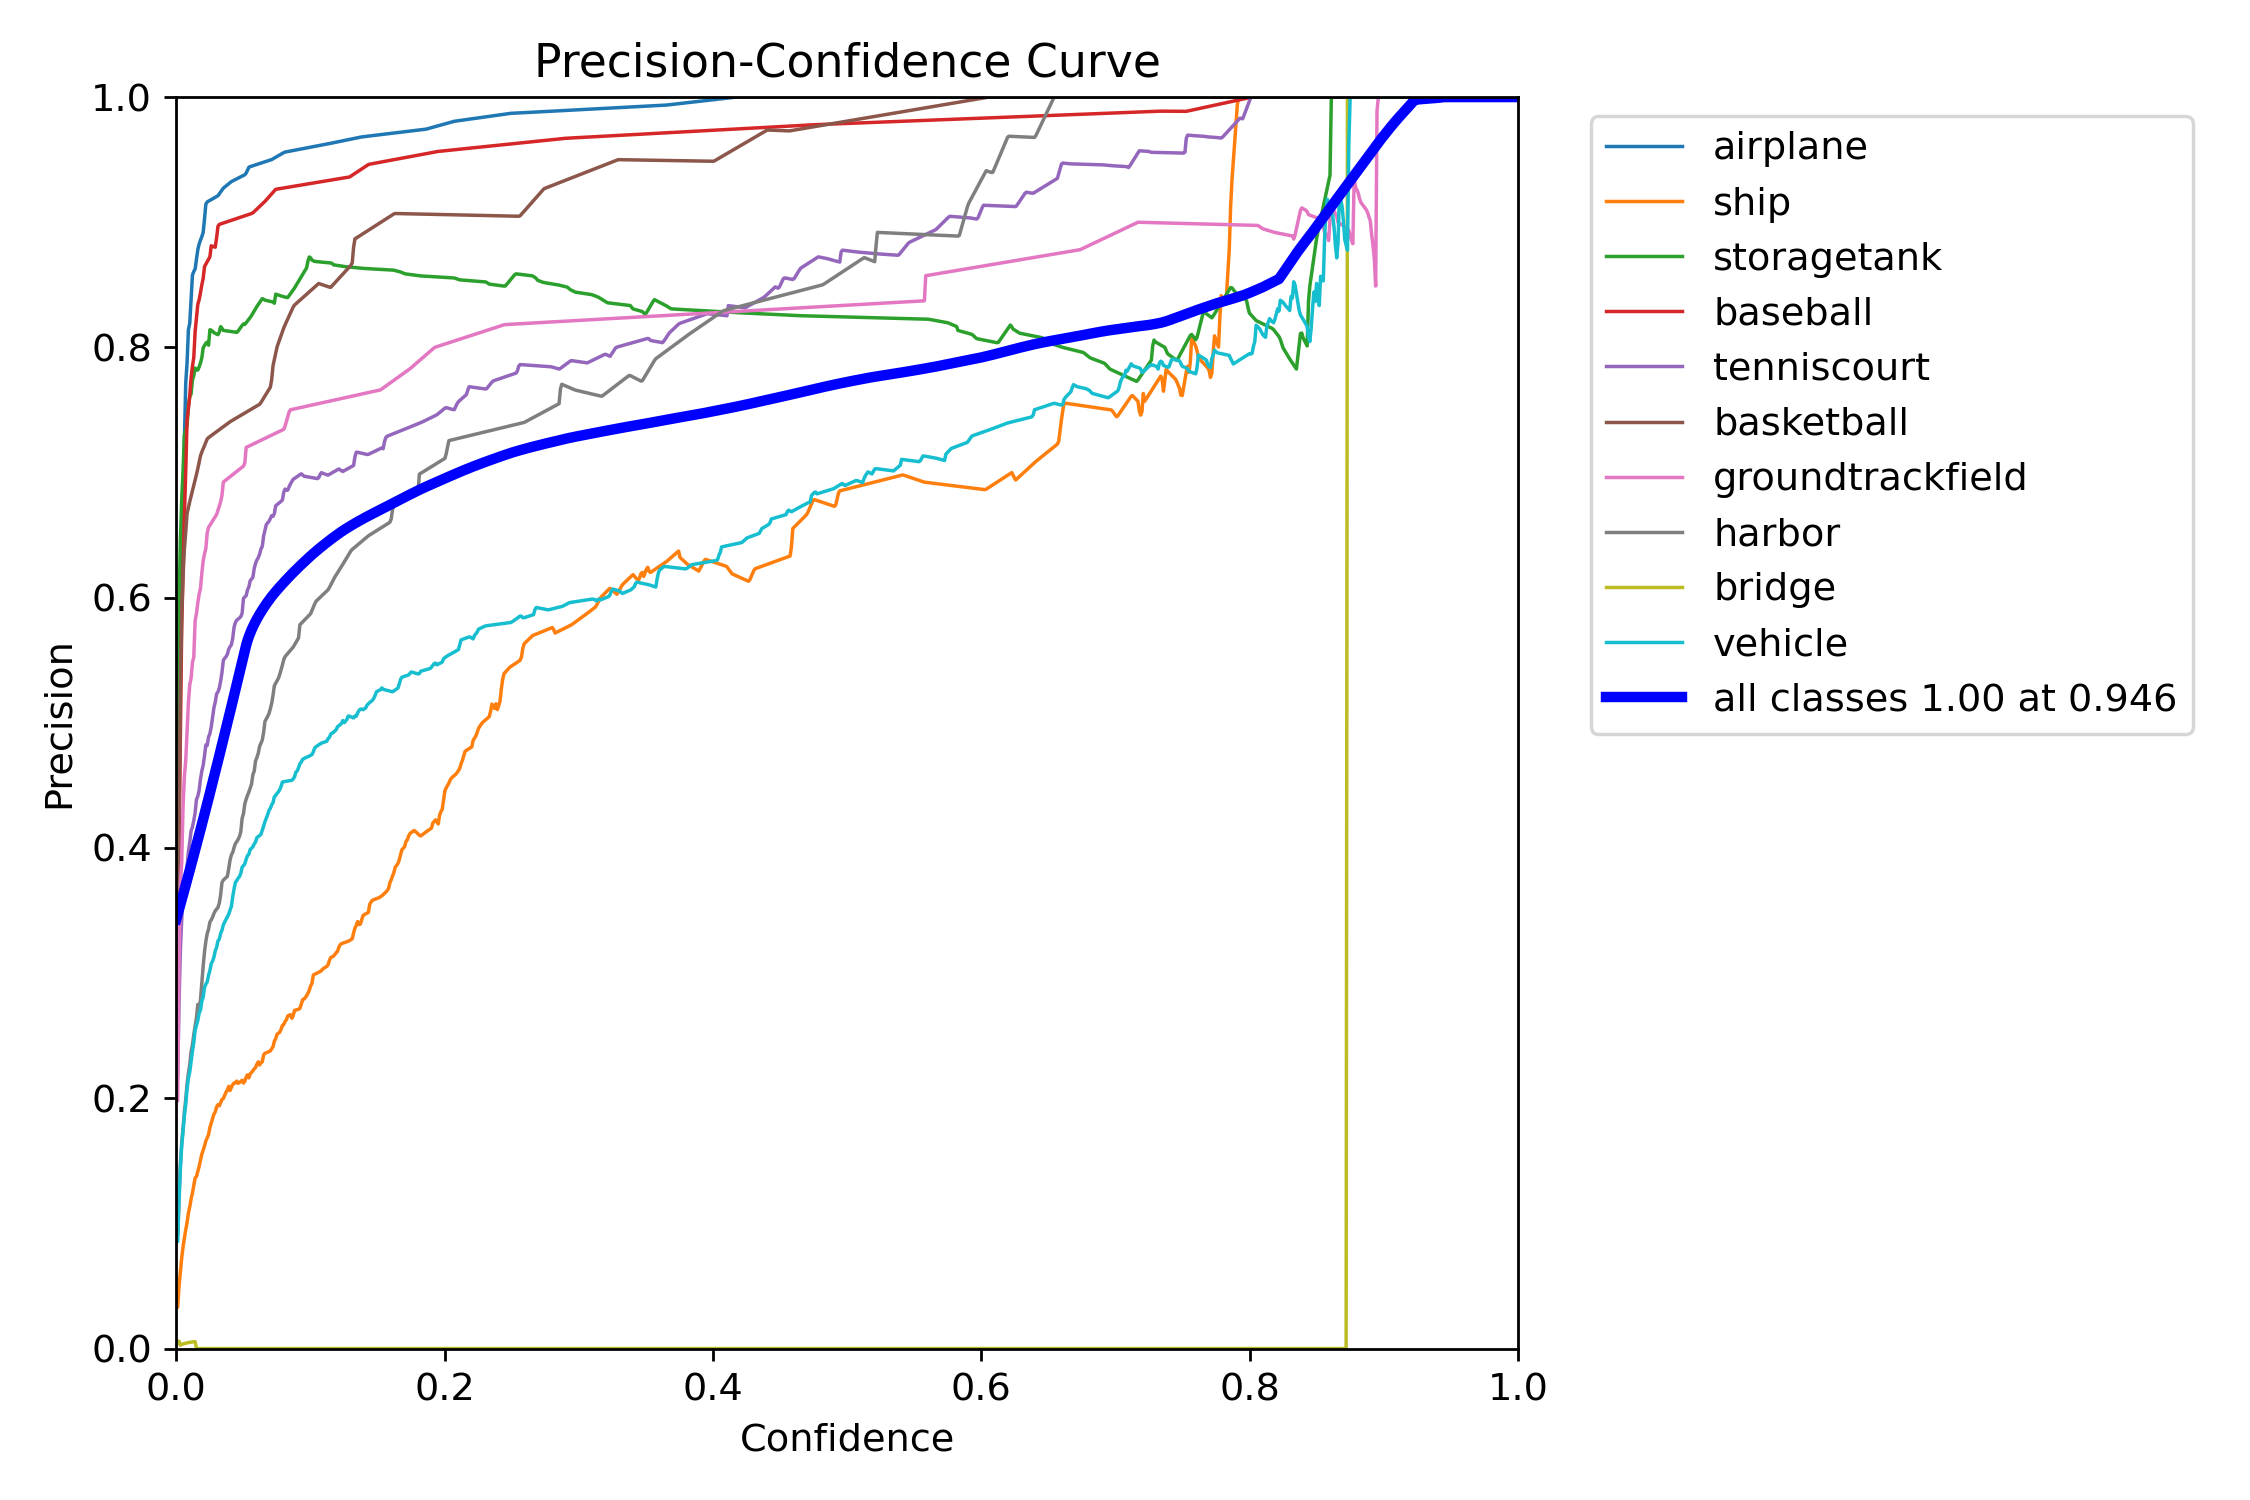 Precision-Confidence Curve
1.0
0.8
0.6
0.4
0.2
0.0
Precision
0.0 0.2 0.4 0.6 0.8 1.0
Confidence
airplane
ship
storagetank
baseball
tenniscourt
basketball
groundtrackfield
harbor
bridge
vehicle
all classes 1.00 at 0.946